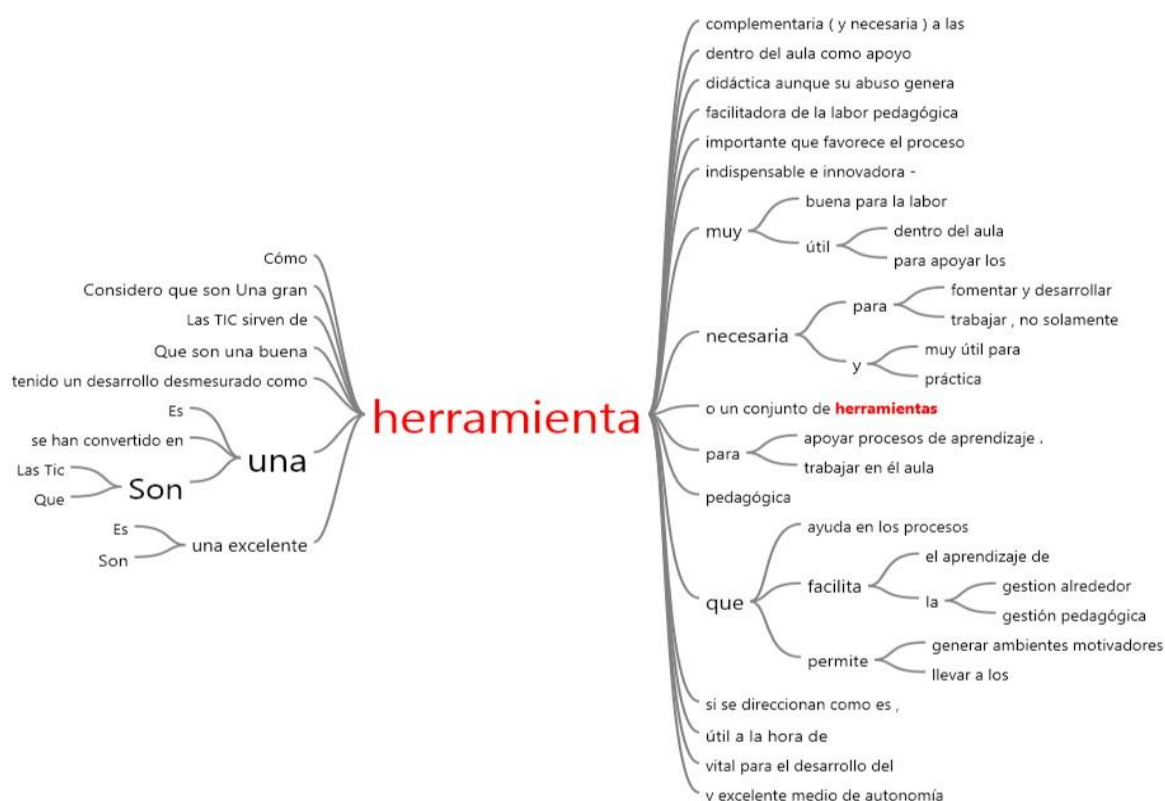 Cómo
Considero que son Una gran
Las TIC sirven de
Que son una buena
tenido un desarrollo desmesurado como
Es
se han convertido en
Las Tic
Que
Son
una
Es
Son
una excelente
herramienta
complementaria ( y necesaria ) a las
dentro del aula como apoyo
didáctica aunque su abuso genera
facilitadora de la labor pedagógica
importante que favorece el proceso
indispensable e innovadora -
muy
buena para la labor
útil
dentro del aula
para apoyar los
necesaria
para
fomentar y desarrollar
trabajar , no solamente
y
muy útil para
práctica
o un conjunto de herramientas
para
apoyar procesos de aprendizaje .
trabajar en él aula
pedagógica
que
ayuda en los procesos
facilita
el aprendizaje de
la
gestion alrededor
gestión pedagógica
permite
generar ambientes motivadores
llevar a los
si se direccionan como es ,
útil a la hora de
vital para el desarrollo del
y excelente medio de autonomía